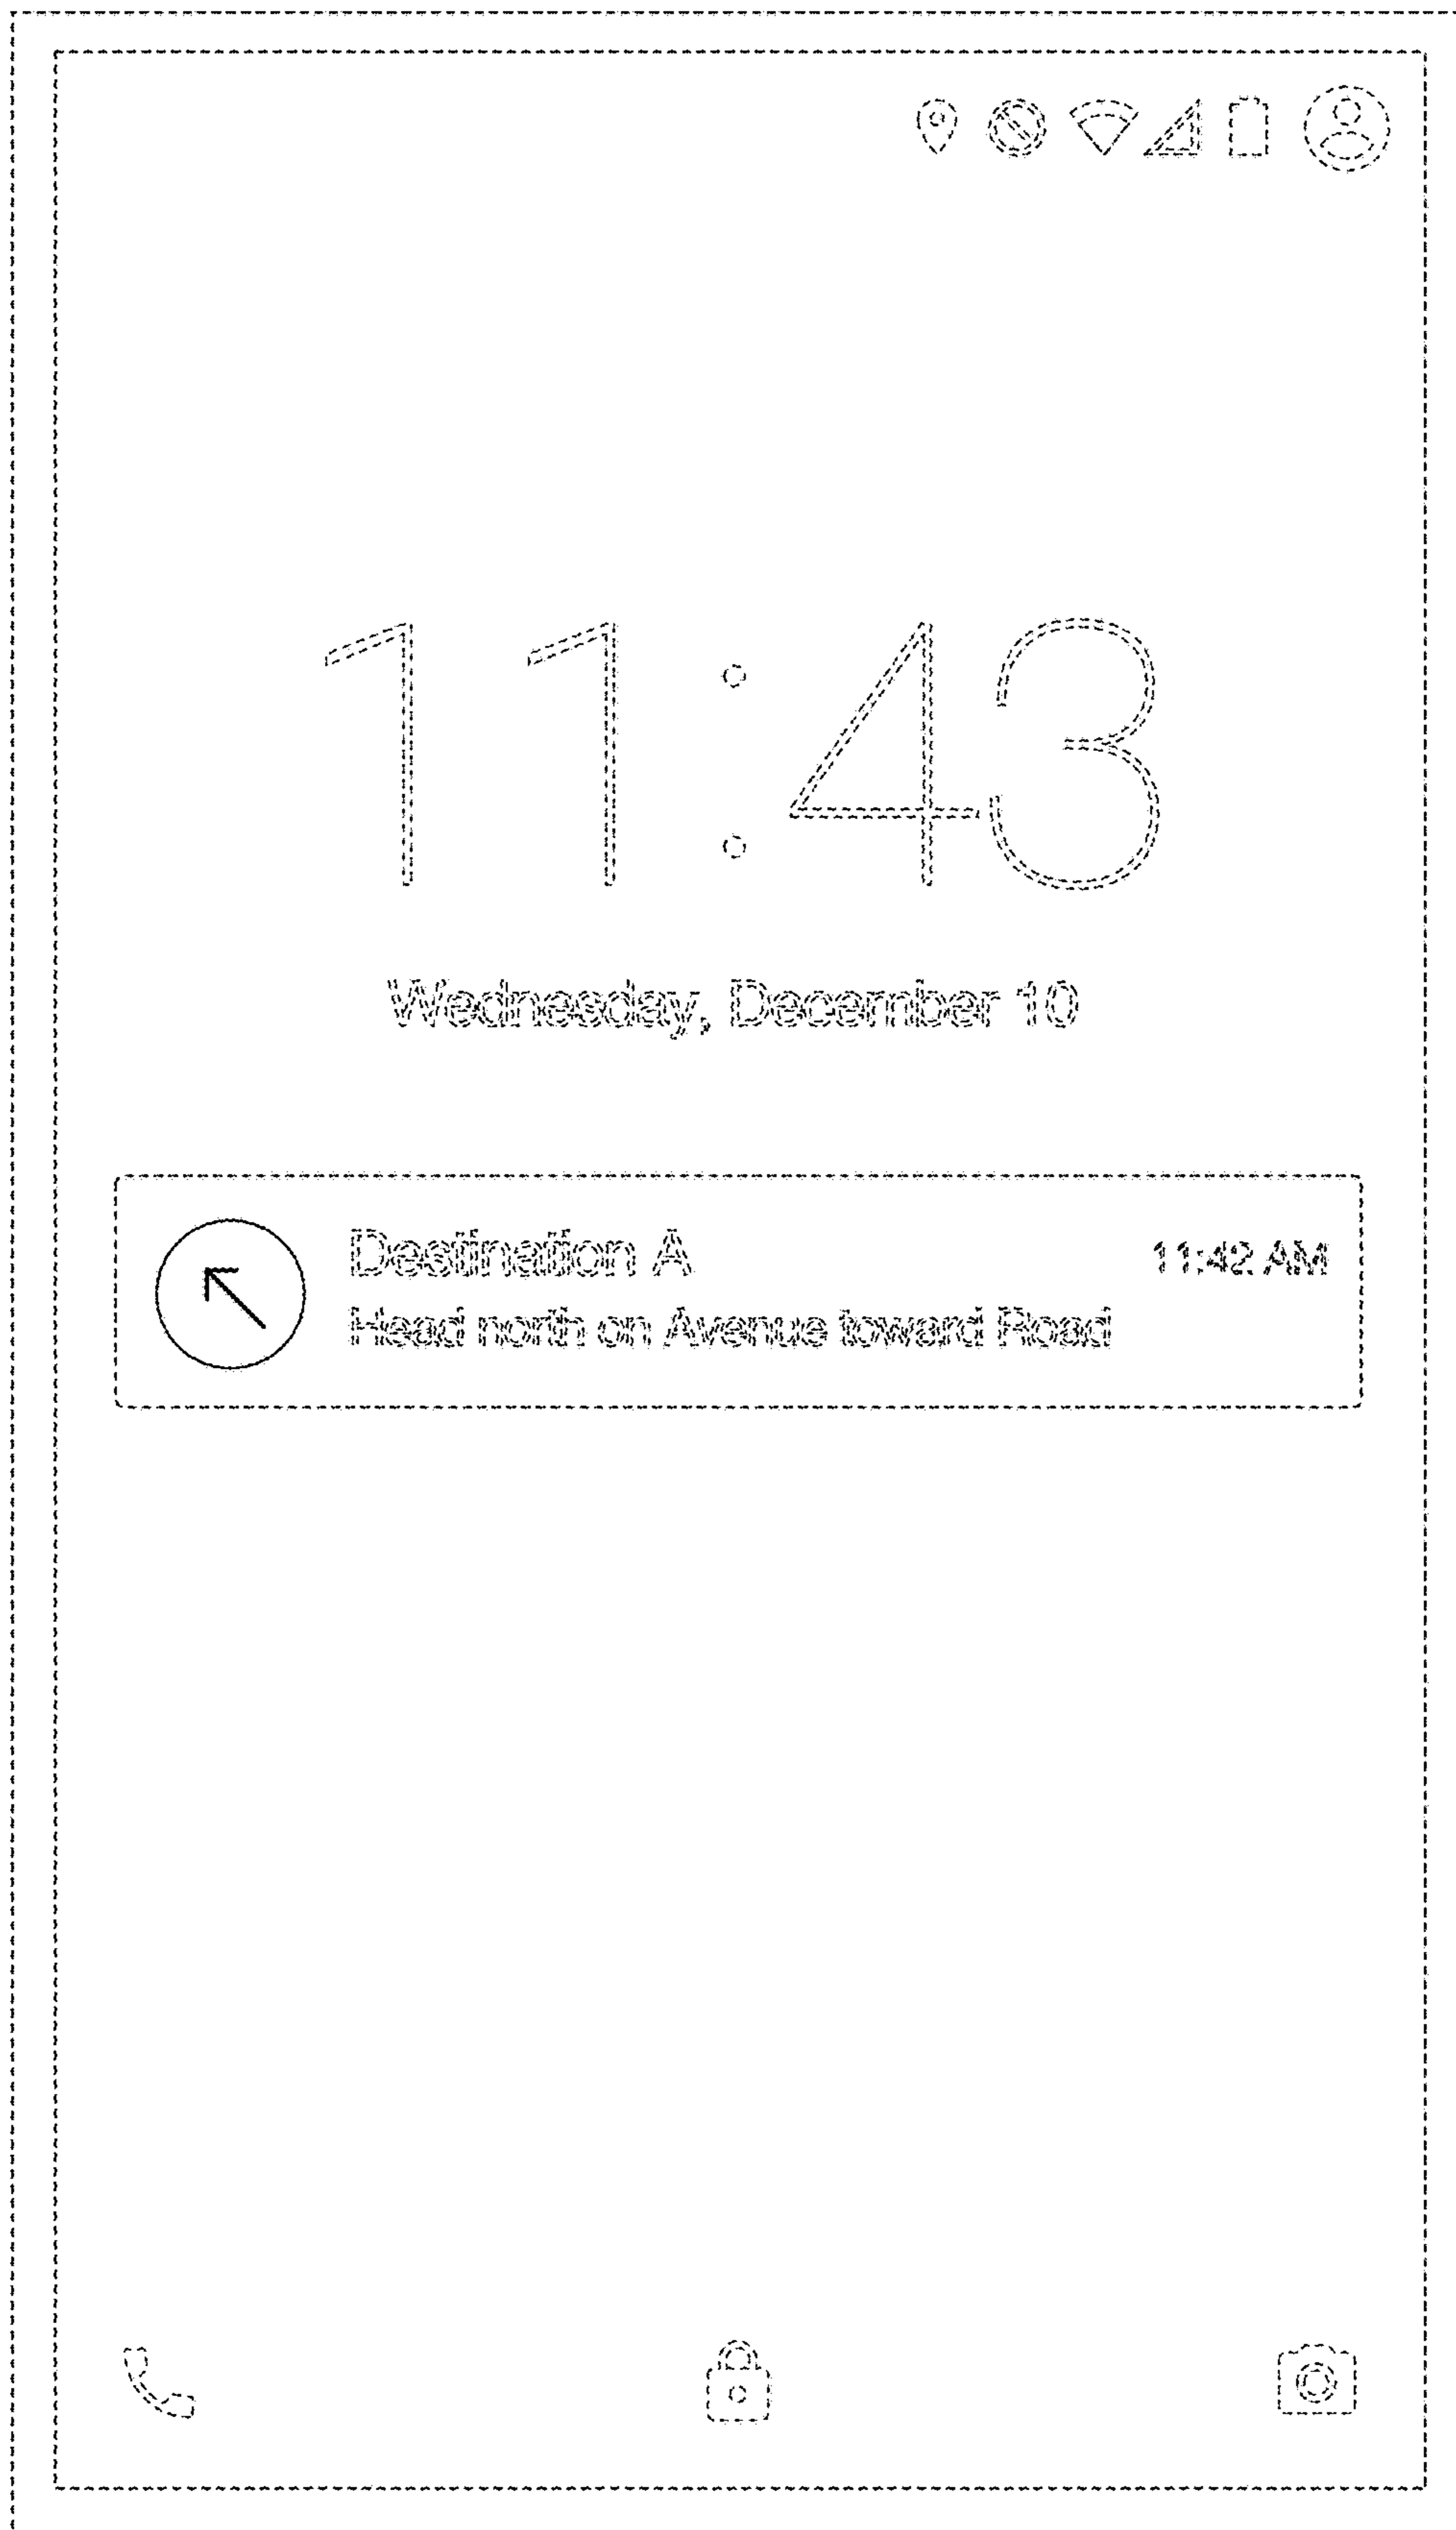 11:43
Wednesday, December 10
Destination A
11:42 AM
Head north on Avenue toward Road